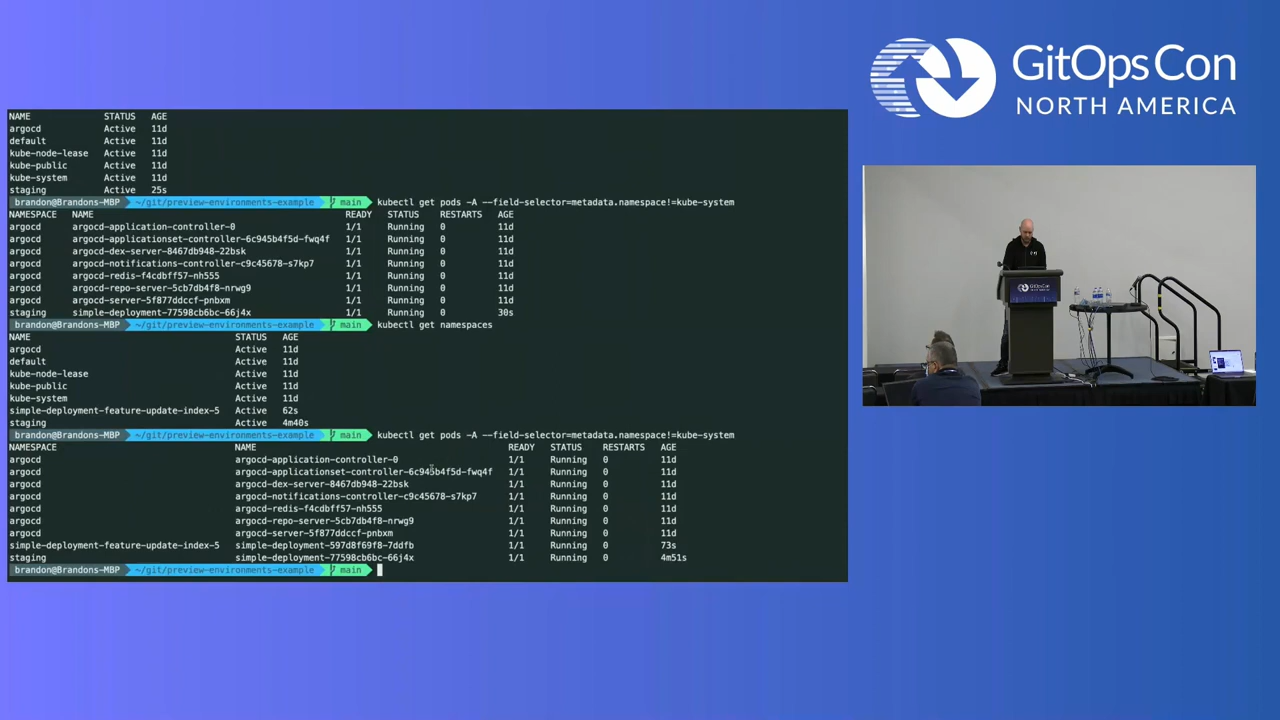 GitOpsCon
NORTH AMERICA
NAME STATUS AGE
argocd Active 11d
default Active 11d
kube-node-lease Active 11d
kube-public Active 11d
kube-system Active 11d
staging Active 25s
brandon@Brandons-MBP ~/git/preview-environments-example main kubectl get pods -A --field-selector=metadata.namespace!=kube-system
NAMESPACE NAME READY STATUS RESTARTS AGE
argocd argocd-application-controller-0 1/1 Running 0 11d
argocd argocd-applicationset-controller-6c945b4f5d-fwq4f 1/1 Running 0 11d
argocd argocd-dex-server-8467db948-22bsk 1/1 Running 0 11d
argocd argocd-notifications-controller-c9c45678-s7kp7 1/1 Running 0 11d
argocd argocd-redis-f4cdbff57-nh555 1/1 Running 0 11d
argocd argocd-repo-server-5cb7db4f8-nrwg9 1/1 Running 0 11d
argocd argocd-server-5f877ddccf-pnbxm 1/1 Running 0 11d
staging simple-deployment-77598cb6bc-66j4x 1/1 Running 0 30s
brandon@Brandons-MBP ~/git/preview-environments-example main kubectl get namespaces
NAME STATUS AGE
argocd Active 11d
default Active 11d
kube-node-lease Active 11d
kube-public Active 11d
kube-system Active 11d
simple-deployment-feature-update-index-5 Active 62s
staging Active 4m40s
brandon@Brandons-MBP ~/git/preview-environments-example main kubectl get pods -A --field-selector=metadata.namespace!=kube-system
NAMESPACE NAME READY STATUS RESTARTS AGE
argocd argocd-application-controller-0 1/1 Running 0 11d
argocd argocd-applicationset-controller-6c945b4f5d-fwq4f 1/1 Running 0 11d
argocd argocd-dex-server-8467db948-22bsk 1/1 Running 0 11d
argocd argocd-notifications-controller-c9c45678-s7kp7 1/1 Running 0 11d
argocd argocd-redis-f4cdbff57-nh555 1/1 Running 0 11d
argocd argocd-repo-server-5cb7db4f8-nrwg9 1/1 Running 0 11d
argocd argocd-server-5f877ddccf-pnbxm 1/1 Running 0 11d
simple-deployment-feature-update-index-5 simple-deployment-597d8f69f8-7ddfb 1/1 Running 0 73s
staging simple-deployment-77598cb6bc-66j4x 1/1 Running 0 4m51s
brandon@Brandons-MBP ~/git/preview-environments-example main
GitOpsCon